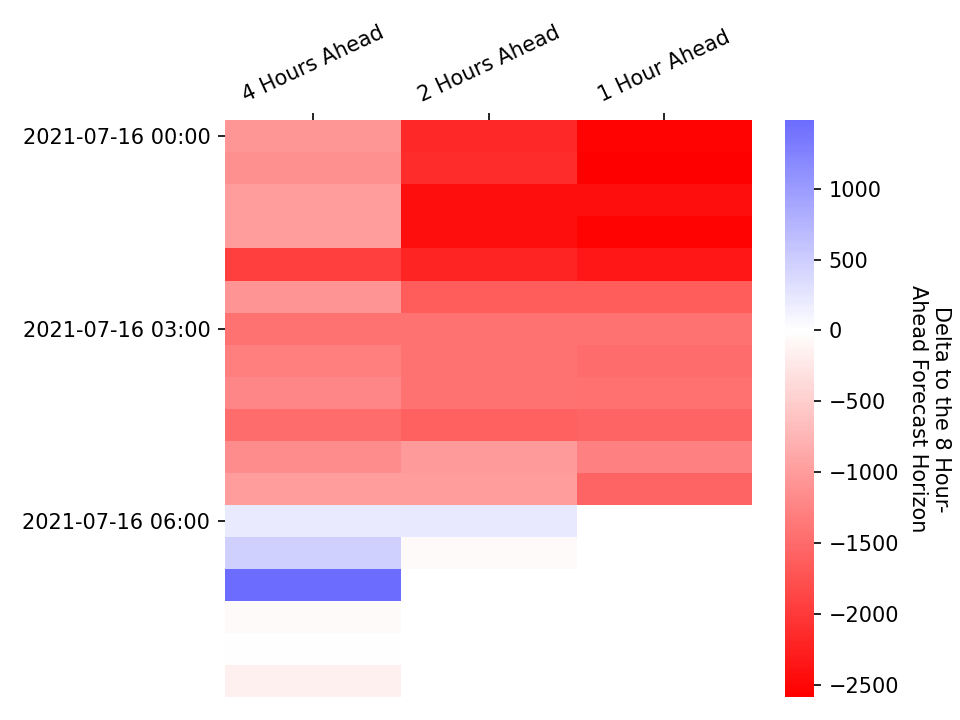 4 Hours Ahead
2 Hours Ahead
1 Hour Ahead
2021-07-16 00:00
2021-07-16 03:00
2021-07-16 06:00
1000
500
0
−500
−1000
−1500
−2000
−2500
Delta to the 8 Hour-
Ahead Forecast Horizon